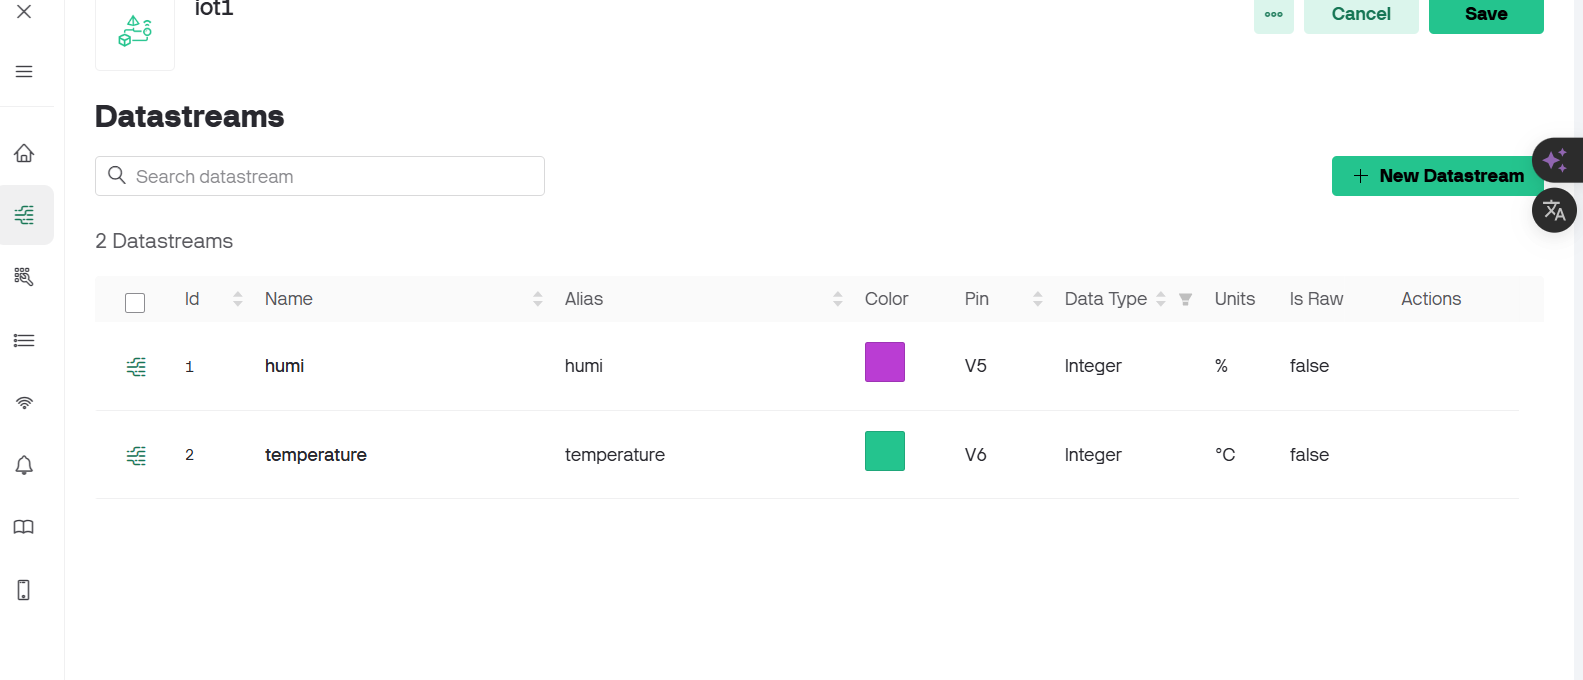 iot1
Cancel
Save
Datastreams
Search datastream
New Datastream
2 Datastreams
Id Name Alias Color Pin Data Type Units Is Raw Actions
1 humi humi V5 Integer % false
2 temperature temperature V6 Integer °C false